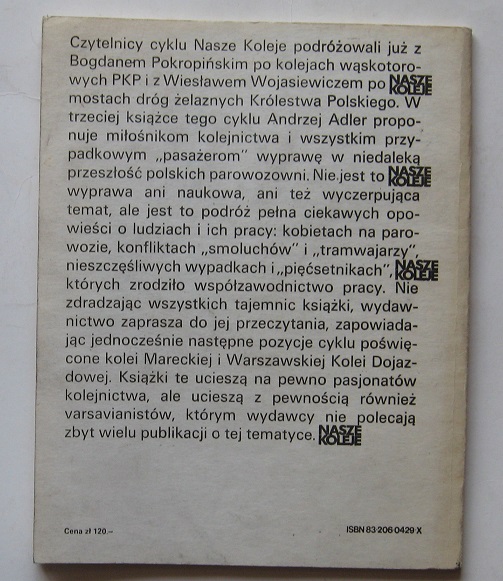 Czytelnicy cyklu Nasze Koleje podróżowali już z
Bogdanem Pokropińskim po kolejach wąskotoro-
wych PKP i z Wiesławem Wojasiewiczem po NASZE KOLEJE
mostach dróg żelaznych Królestwa Polskiego. W
trzeciej książce tego cyklu Andrzej Adler propo-
nuje miłośnikom kolejnictwa i wszystkim przy-
padkowym „pasażerom” wyprawę w niedaleką
przeszłość polskich parowozowni. Nie jest to NASZE KOLEJE
wyprawa ani naukowa, ani też wyczerpująca
temat, ale jest to podróż pełna ciekawych opo-
wieści o ludziach i ich pracy: kobietach na paro-
wozie, konfliktach „smoluchów” i „tramwajarzy”,
nieszczęśliwych wypadkach i „pięćsetnikach”, NASZE KOLEJE
których zrodziło współzawodnictwo pracy. Nie
zdradzając wszystkich tajemnic książki, wydaw-
nictwo zaprasza do jej przeczytania, zapowiada-
jąc jednocześnie następne pozycje cyklu poświę-
cone kolei Mareckiej i Warszawskiej Kolei Dojaz-
dowej. Książki te ucieszą na pewno pasjonatów
kolejnictwa, ale ucieszą z pewnością również
varsavianistów, którym wydawcy nie polecają
zbyt wielu publikacji o tej tematyce. NASZE KOLEJE
Cena zł 120.–
ISBN 83-206-0429-X